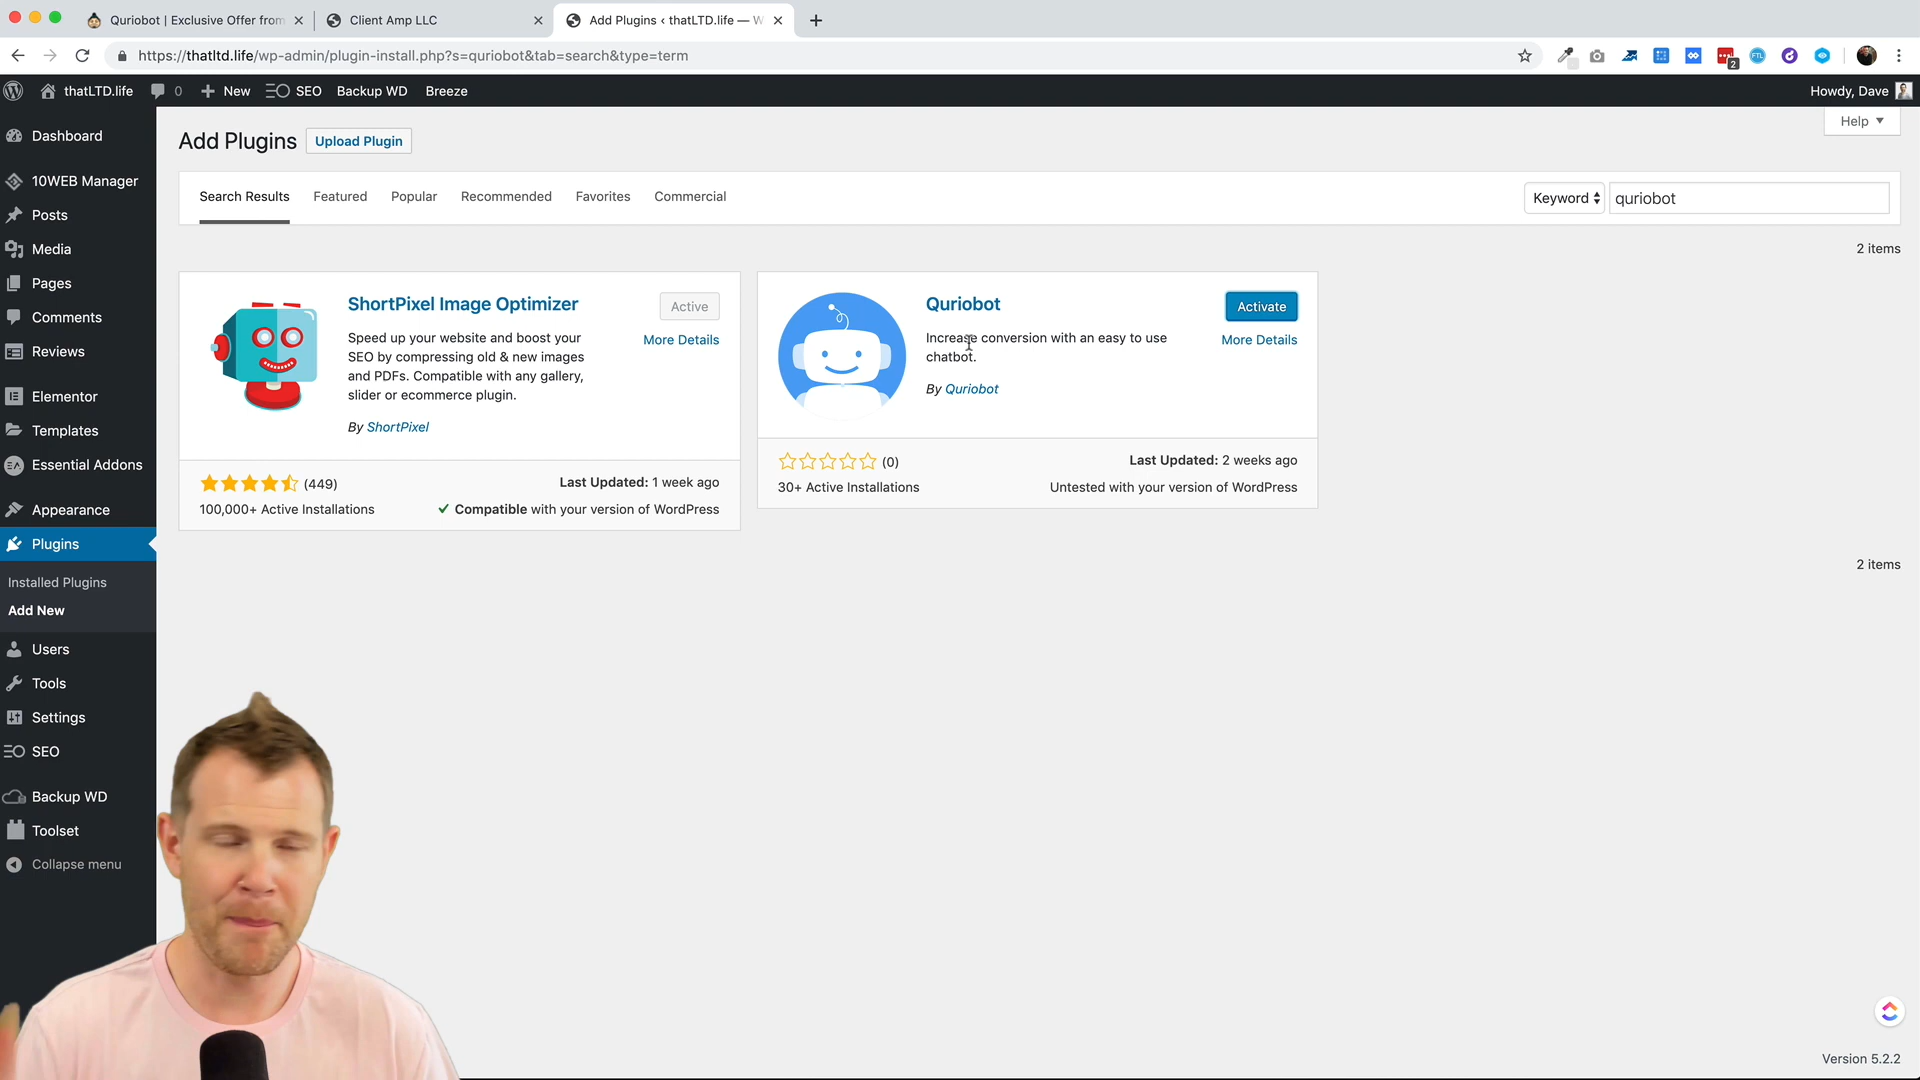 Quriobot | Exclusive Offer from
Client Amp LLC
Add Plugins ‹ thatLTD.life — W
https://thatltd.life/wp-admin/plugin-install.php?s=quriobot&tab=search&type=term
2
FTL
thatLTD.life
0
New
SEO
Backup WD
Breeze
Howdy, Dave
Dashboard
10WEB Manager
Posts
Media
Pages
Comments
Reviews
Elementor
Templates
Essential Addons
Appearance
Plugins
Installed Plugins
Add New
Users
Tools
Settings
SEO
Backup WD
Toolset
Collapse menu
Add Plugins
Upload Plugin
Help
Search Results
Featured
Popular
Recommended
Favorites
Commercial
Keyword
quriobot
2 items
ShortPixel Image Optimizer
Active
More Details
Speed up your website and boost your
SEO by compressing old & new images
and PDFs. Compatible with any gallery,
slider or ecommerce plugin.
By ShortPixel
(449)
Last Updated: 1 week ago
100,000+ Active Installations
Compatible with your version of WordPress
Quriobot
Activate
More Details
Increase conversion with an easy to use
chatbot.
By Quriobot
(0)
Last Updated: 2 weeks ago
30+ Active Installations
Untested with your version of WordPress
2 items
Version 5.2.2